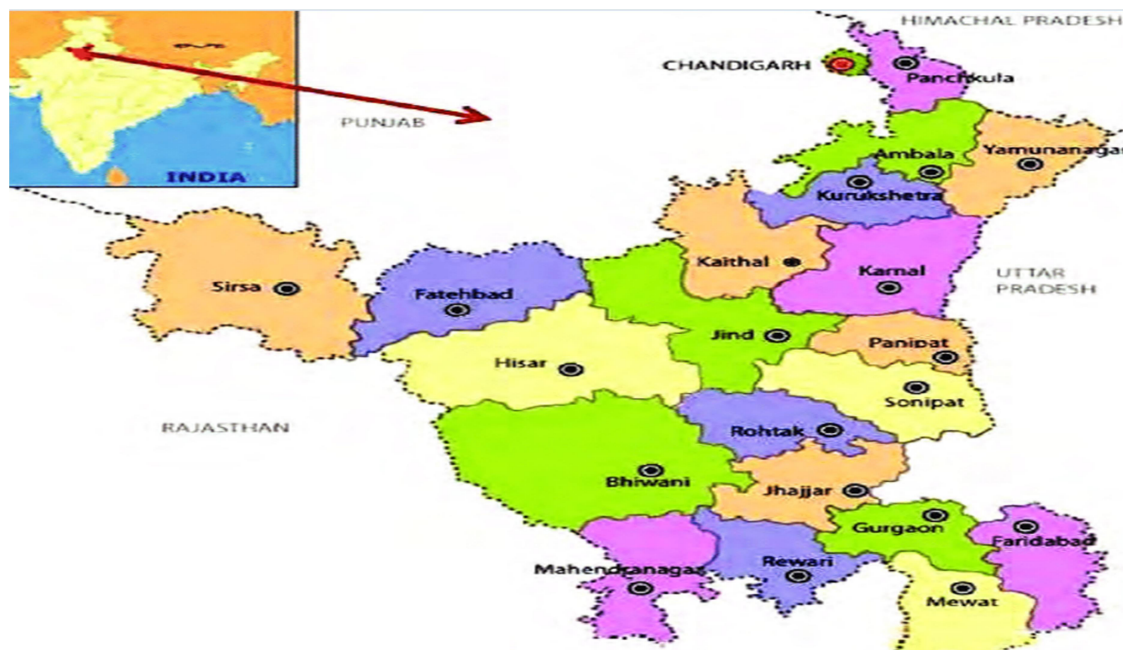 HIMACHAL PRADESH
CHANDIGARH
Panchkula
PUNJAB
Ambala
Yamunanagar
INDIA
Kurukshetra
Kaithal
Karnal
UTTAR
PRADESH
Sirsa
Fatehbad
Jind
Panipat
Hisar
Sonipat
RAJASTHAN
Rohtak
Bhiwani
Jhajjar
Gurgaon
Faridabad
Mahendranagar
Rewari
Mewat